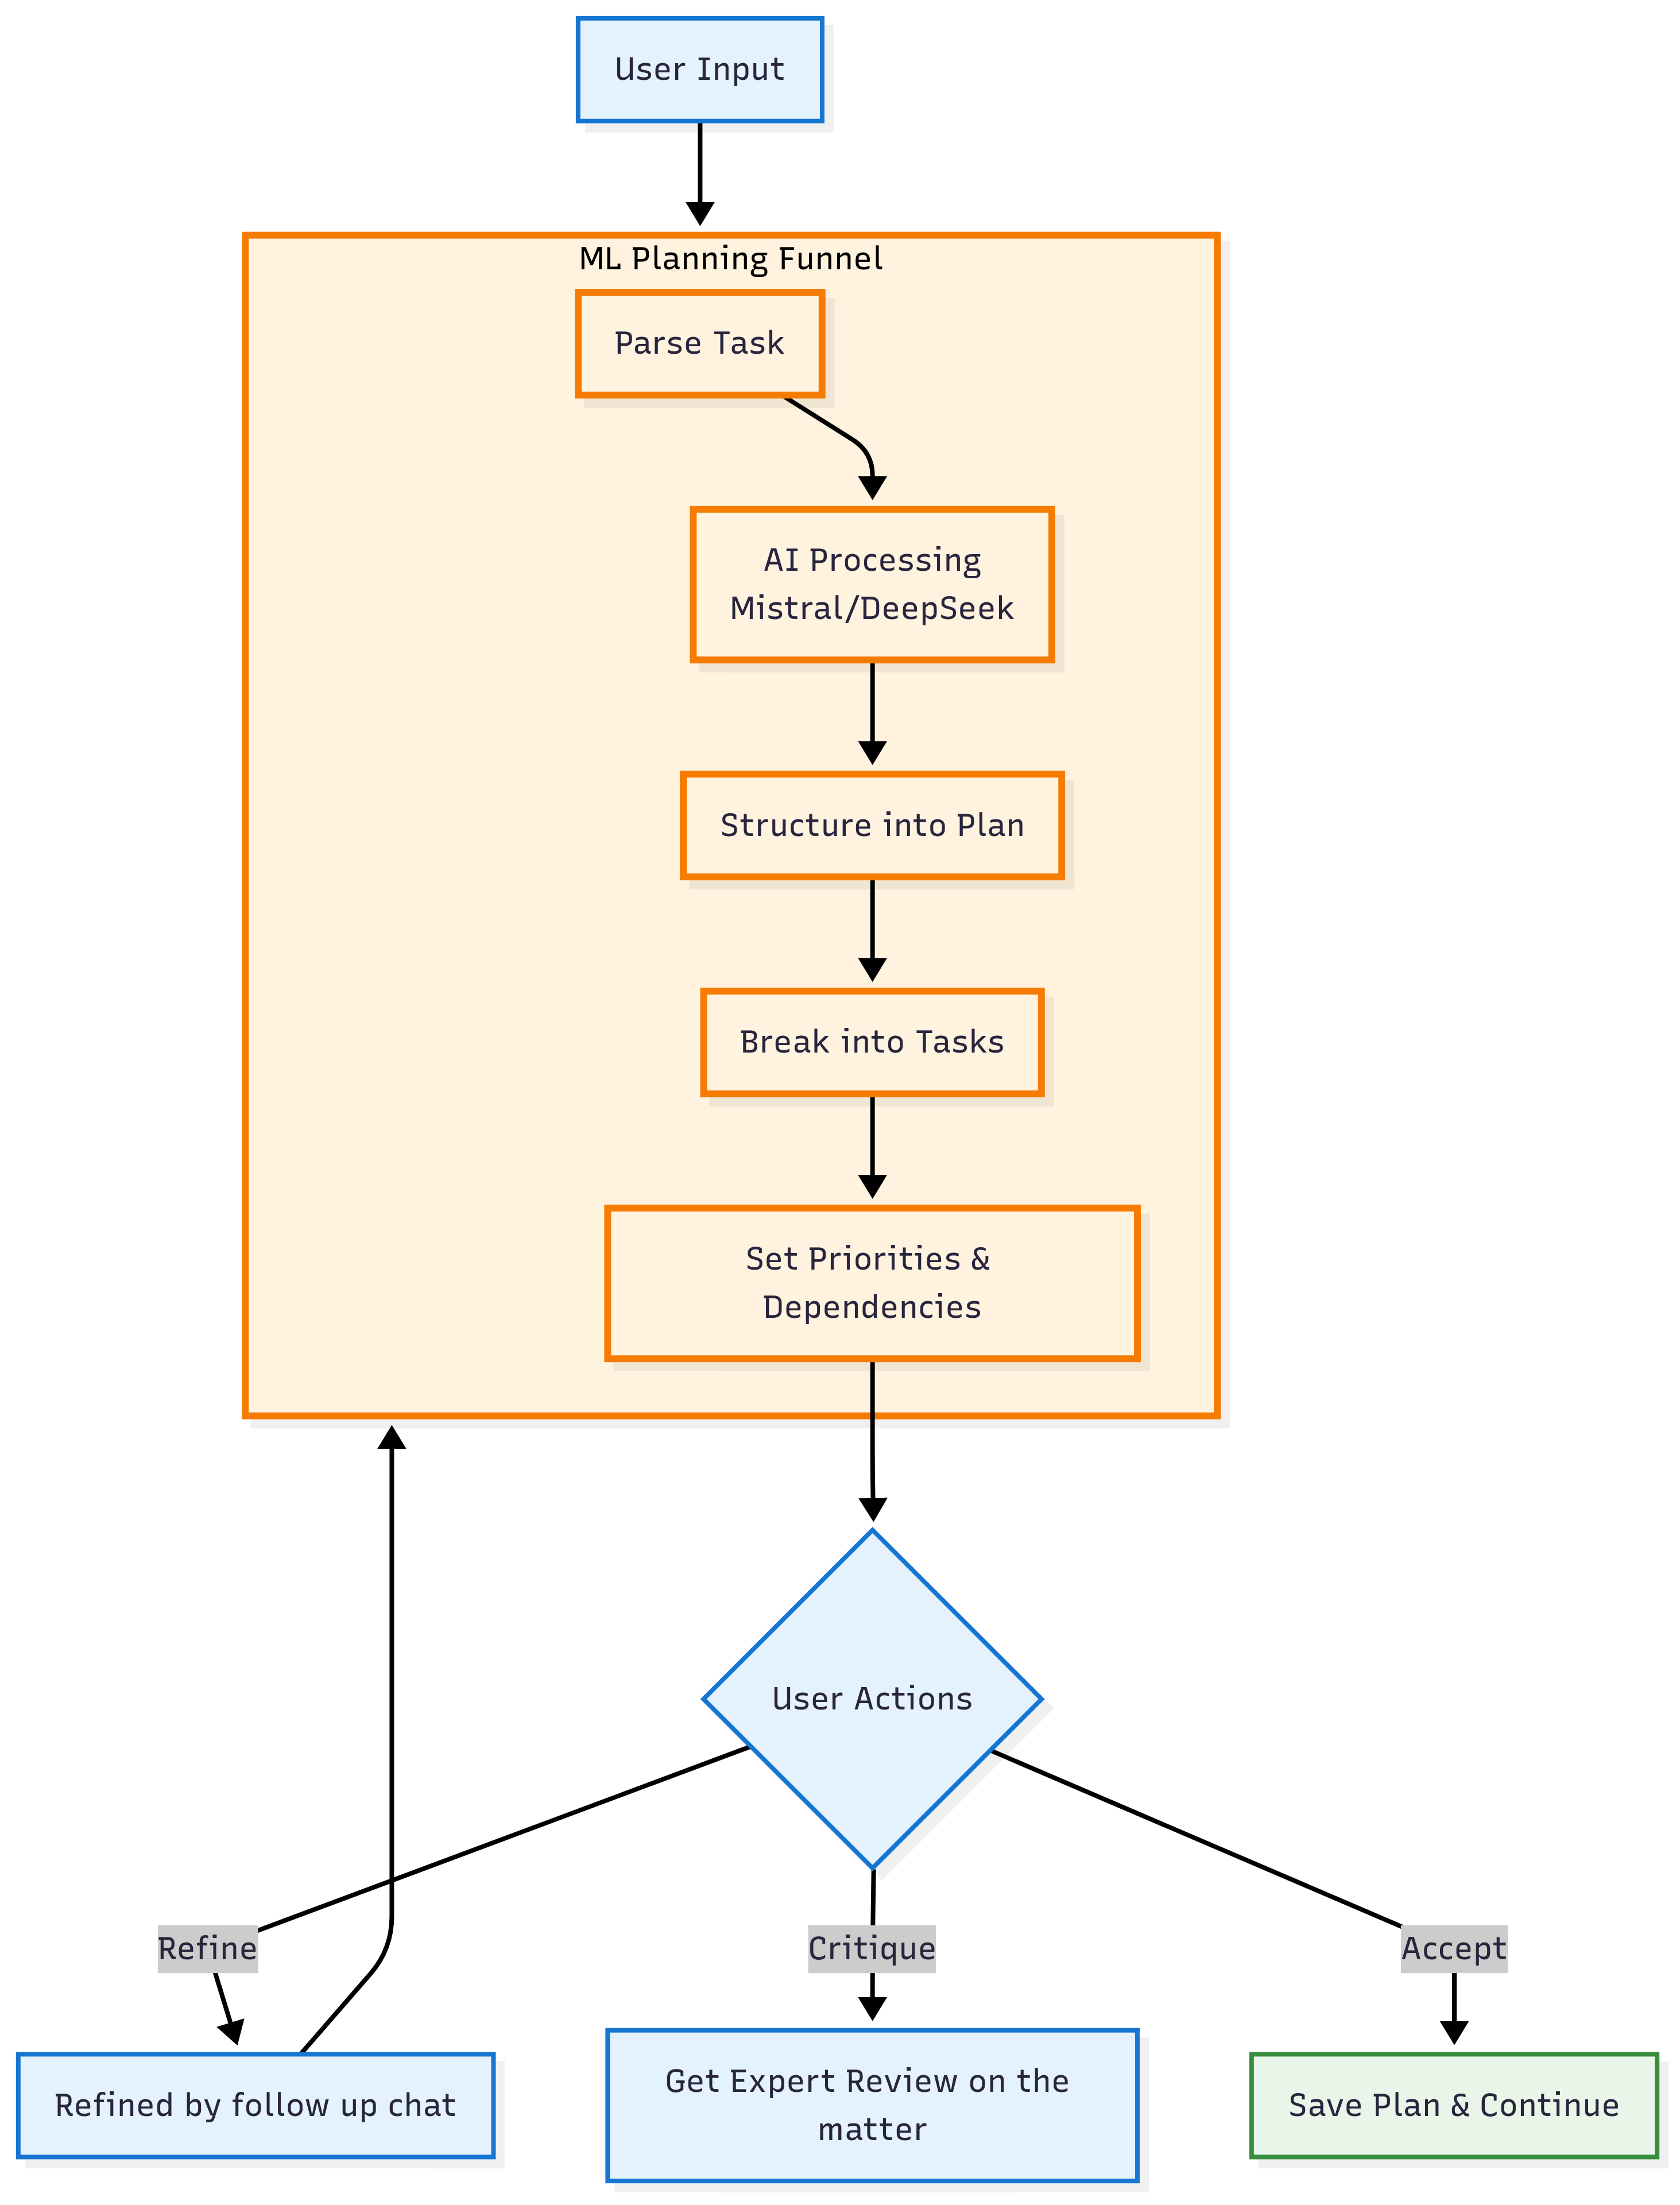 User Input
ML Planning Funnel
Parse Task
AI Processing
Mistral/DeepSeek
Structure into Plan
Break into Tasks
Set Priorities &
Dependencies
User Actions
Refine
Critique
Accept
Refined by follow up chat
Get Expert Review on the
matter
Save Plan & Continue